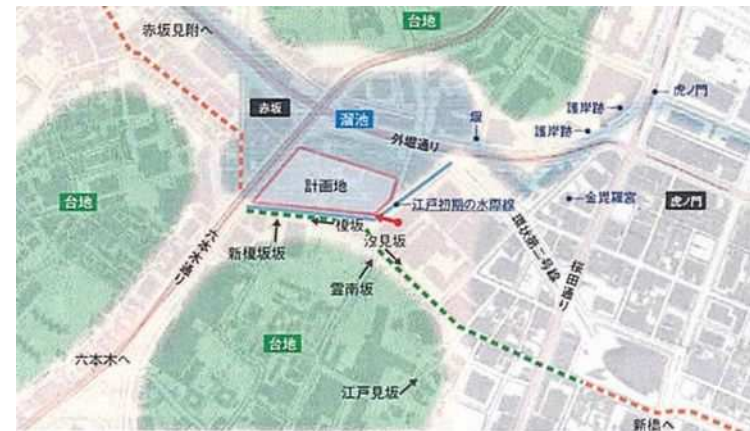 赤坂見附へ
台地
赤坂
溜池
堰
護岸跡
虎ノ門
護岸跡
外堀通り
計画地
台地
江戸初期の水際線
金毘羅宮
虎ノ門
榎坂
汐見坂
新榎坂坂
六本木通り
環状第二号線
桜田通り
雲南坂
台地
六本木へ
江戸見坂
新橋へ